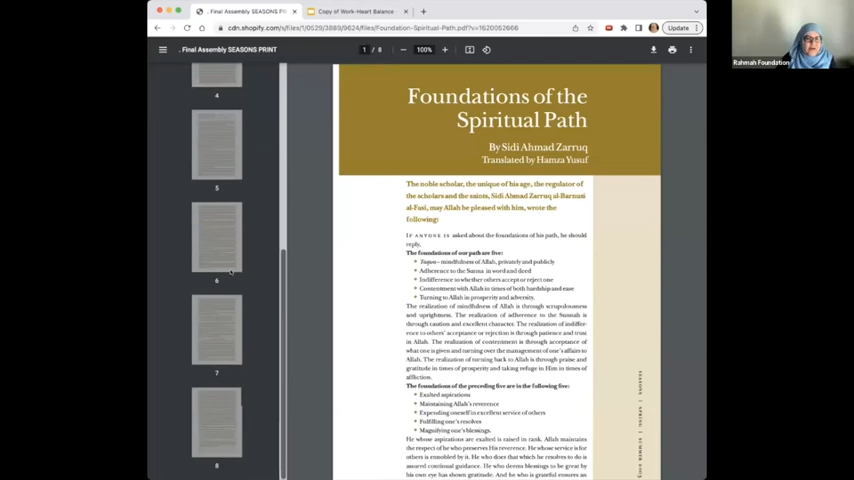 . Final Assembly SEASONS PRI
Copy of Work-Heart Balance -
cdn.shopify.com/s/files/1/0529/3889/9624/files/Foundation-Spiritual-Path.pdf?v=1620052066
Update
. Final Assembly SEASONS PRINT
1 / 8
100%
4
5
6
7
8
Rahmah Foundation
Foundations of the
Spiritual Path
By Sidi Ahmad Zarruq
Translated by Hamza Yusuf
The noble scholar, the unique of his age, the regulator of
the scholars and the saints, Sidi Ahmad Zarruq al-Barnusi
al-Fasi, may Allah be pleased with him, wrote the
following:
IF ANYONE IS asked about the foundations of his path, he should
reply,
The foundations of our path are five:
Taqwa – mindfulness of Allah, privately and publicly
Adherence to the Sunna in word and deed
Indifference to whether others accept or reject one
Contentment with Allah in times of both hardship and ease
Turning to Allah in prosperity and adversity.
The realization of mindfulness of Allah is through scrupulousness
and uprightness. The realization of adherence to the Sunnah is
through caution and excellent character. The realization of indiffer-
ence to others' acceptance or rejection is through patience and trust
in Allah. The realization of contentment is through acceptance of
what one is given and turning over the management of one's affairs to
Allah. The realization of turning back to Allah is through praise and
gratitude in times of prosperity and taking refuge in Him in times of
affliction.
The foundations of the preceding five are in the following five:
Exalted aspirations
Maintaining Allah's reverence
Expending oneself in excellent service of others
Fulfilling one's resolves
Magnifying one's blessings.
He whose aspirations are exalted is raised in rank. Allah maintains
the respect of he who preserves His reverence. He whose service is for
others is ennobled by it. He who does that which he resolves to do is
assured continual guidance. He who deems blessings to be great by
his own eye has shown gratitude. And he who is grateful ensures an
SEASONS | SPRING | SUMMER